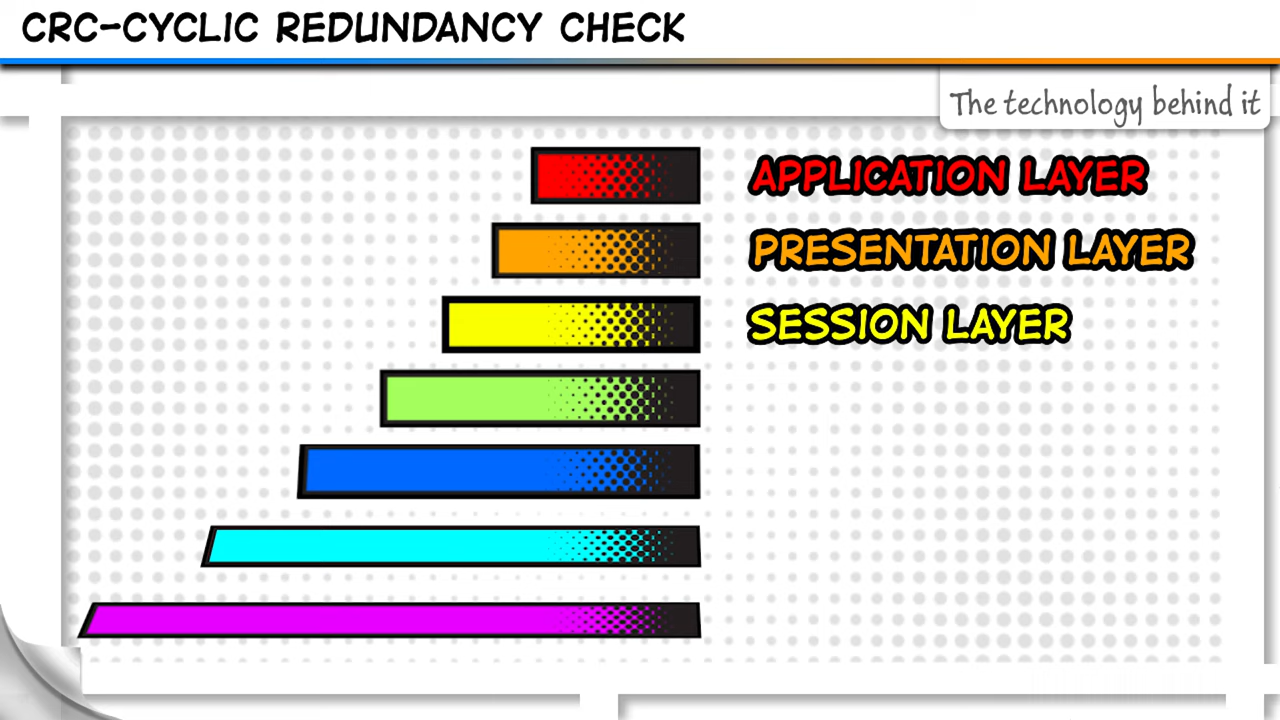 CRC-CYCLIC REDUNDANCY CHECK
The technology behind it
APPLICATION LAYER
PRESENTATION LAYER
SESSION LAYER